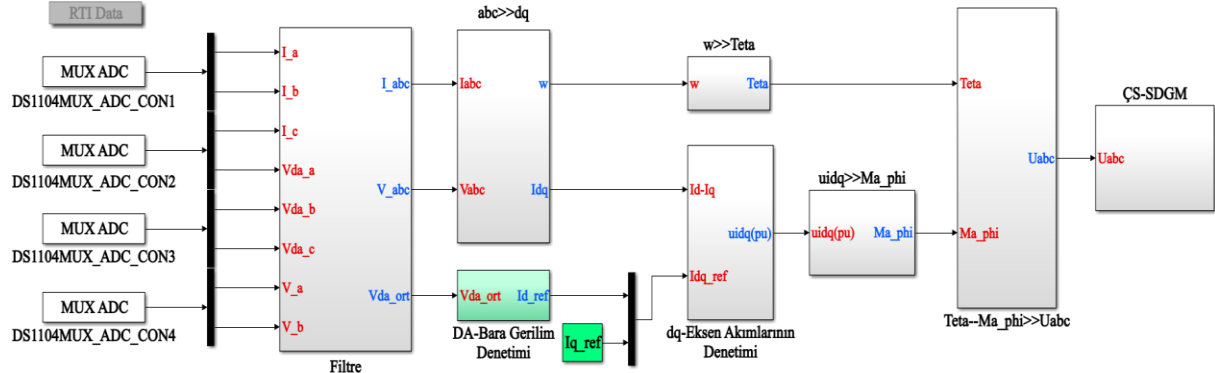 RTI Data
MUX ADC
DS1104MUX_ADC_CON1
MUX ADC
DS1104MUX_ADC_CON2
MUX ADC
DS1104MUX_ADC_CON3
MUX ADC
DS1104MUX_ADC_CON4
I_a
I_b
I_c
Vda_a
Vda_b
Vda_c
V_a
V_b
I_abc
V_abc
Vda_ort
Filtre
abc>>dq
Iabc
w
Vabc
Idq
Vda_ort
Id_ref
DA-Bara Gerilim
Denetimi
Iq_ref
w>>Teta
w
Teta
Id-Iq
uidq(pu)
Idq_ref
dq-Eksen Akımlarının
Denetimi
uidq>>Ma_phi
uidq(pu)
Ma_phi
Teta
Uabc
Ma_phi
Teta--Ma_phi>>Uabc
ÇS-SDGM
Uabc